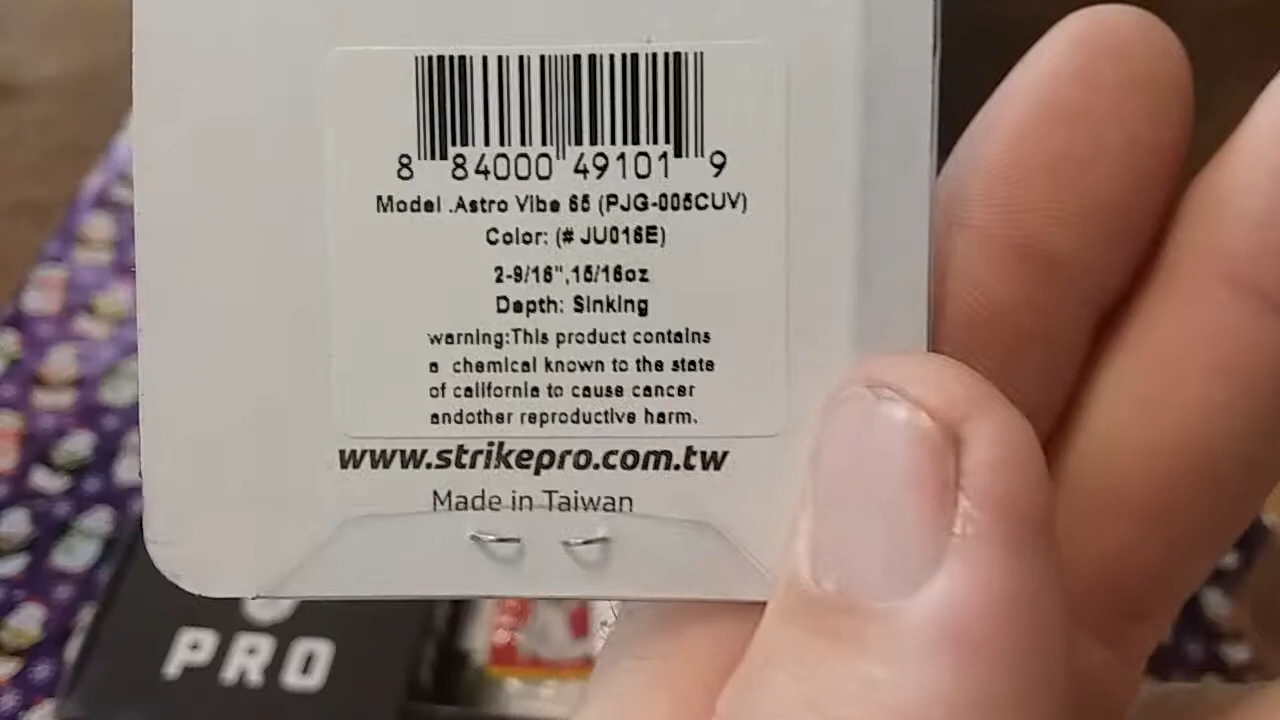 8 84000 49101 9
Model .Astro Vibe 65 (PJG-005CUV)
Color: (# JU016E)
2-9/16",15/16oz
Depth: Sinking
warning:This product contains
a chemical known to the state
of california to cause cancer
andother reproductive harm.
www.strikepro.com.tw
Made in Taiwan
PRO